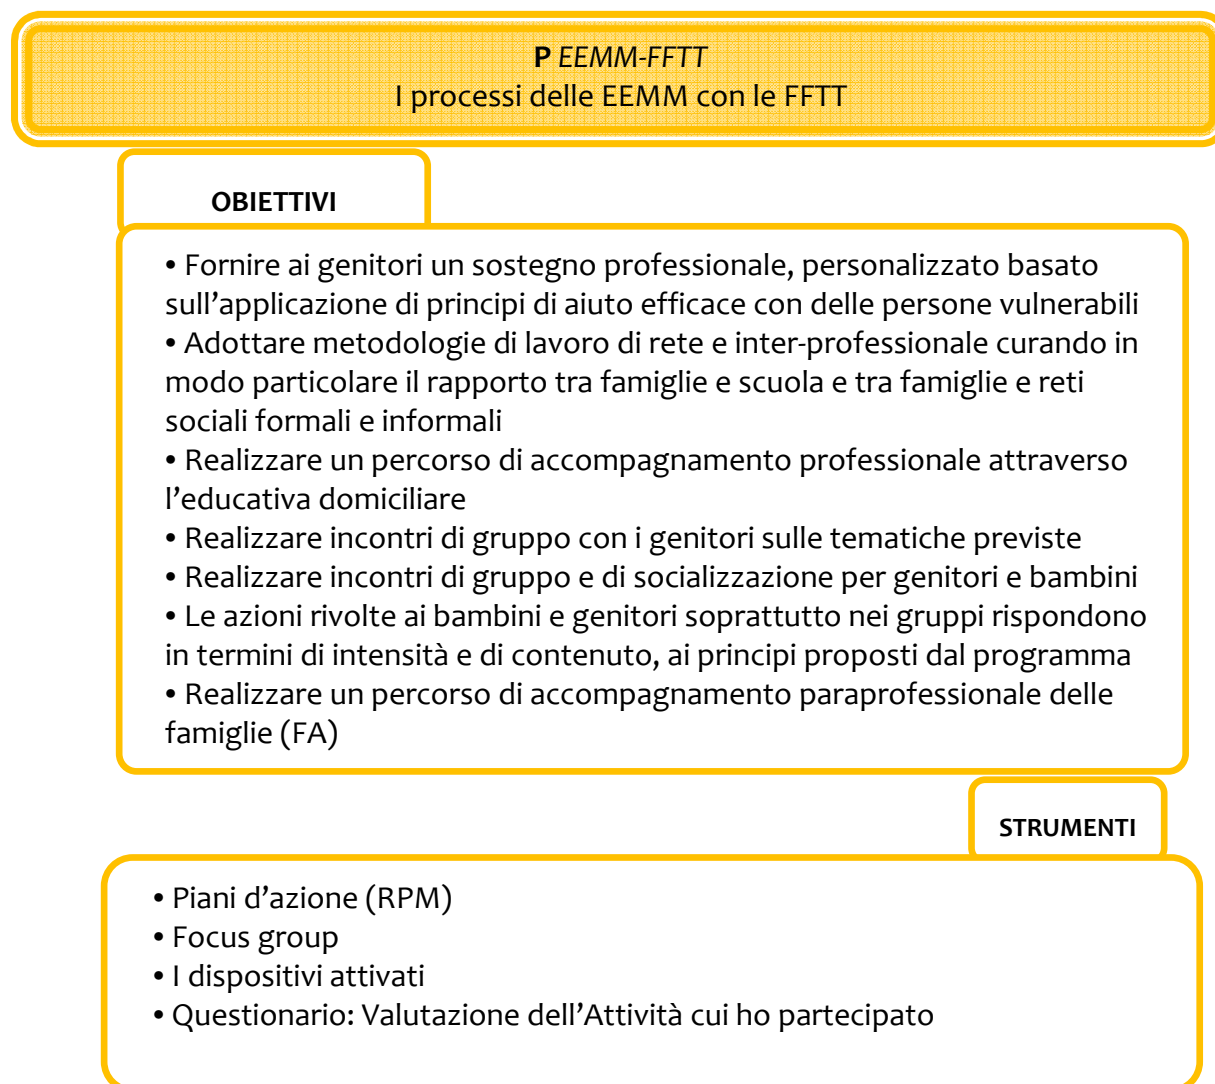 P EEMM-FFTT
I processi delle EEMM con le FFTT
OBIETTIVI
• Fornire ai genitori un sostegno professionale, personalizzato basato
sull’applicazione di principi di aiuto efficace con delle persone vulnerabili
• Adottare metodologie di lavoro di rete e inter-professionale curando in
modo particolare il rapporto tra famiglie e scuola e tra famiglie e reti
sociali formali e informali
• Realizzare un percorso di accompagnamento professionale attraverso
l’educativa domiciliare
• Realizzare incontri di gruppo con i genitori sulle tematiche previste
• Realizzare incontri di gruppo e di socializzazione per genitori e bambini
• Le azioni rivolte ai bambini e genitori soprattutto nei gruppi rispondono
in termini di intensità e di contenuto, ai principi proposti dal programma
• Realizzare un percorso di accompagnamento paraprofessionale delle
famiglie (FA)
STRUMENTI
• Piani d’azione (RPM)
• Focus group
• I dispositivi attivati
• Questionario: Valutazione dell’Attività cui ho partecipato